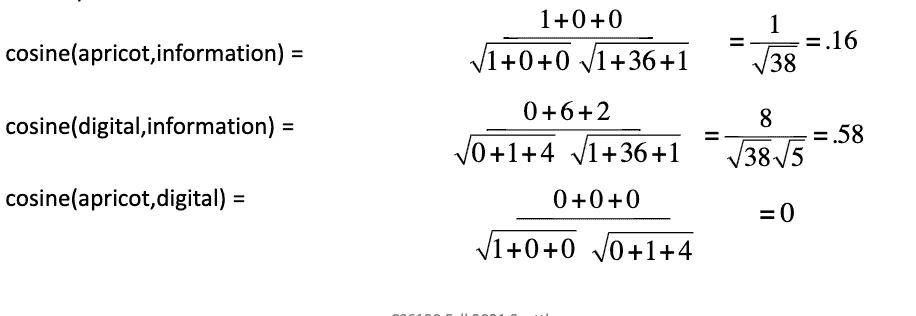 cosine(apricot,information) = 1+0+0 / √1+0+0 √1+36+1 = 1/√38 = .16
cosine(digital,information) = 0+6+2 / √0+1+4 √1+36+1 = 8/√38√5 = .58
cosine(apricot,digital) = 0+0+0 / √1+0+0 √0+1+4 = 0